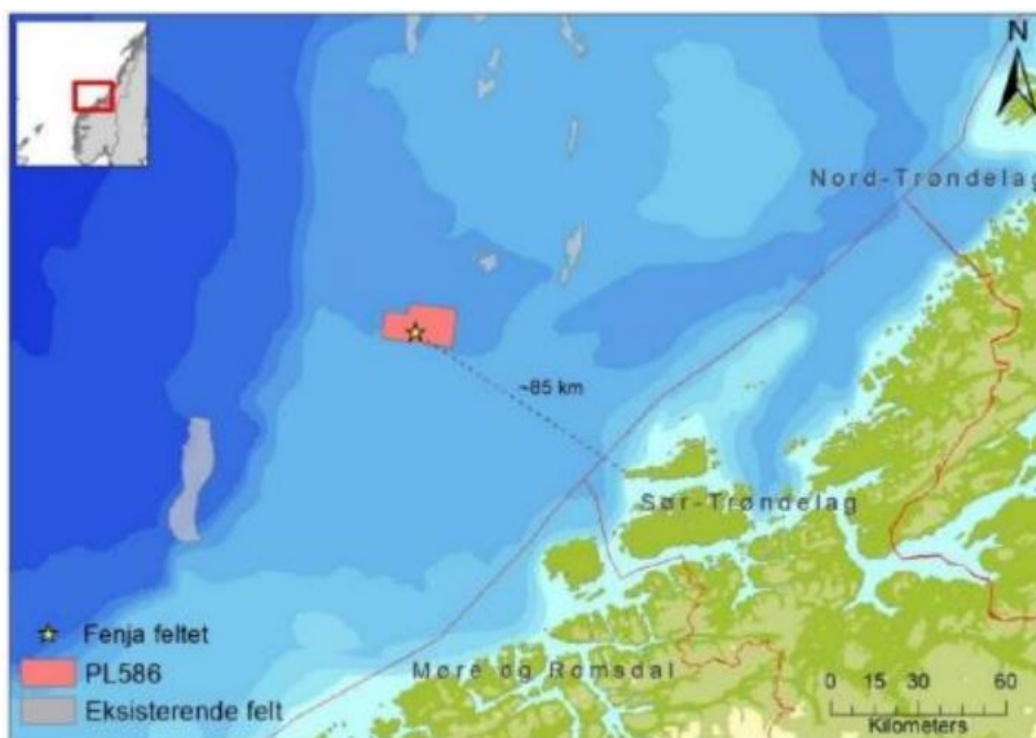 N
Nord-Trøndelag
~85 km
Sør-Trøndelag
Møre og Romsdal
Fenja feltet
PL586
Eksisterende felt
0 15 30 60
Kilometers